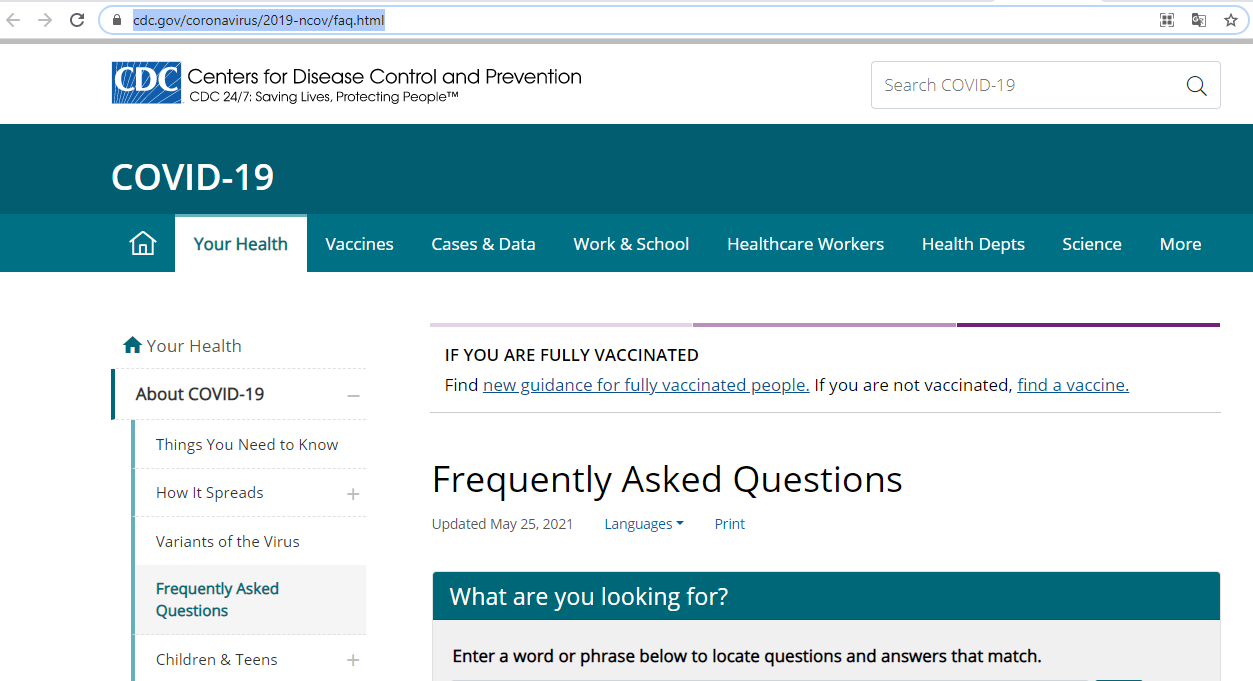 cdc.gov/coronavirus/2019-ncov/faq.html
CDC Centers for Disease Control and Prevention
CDC 24/7: Saving Lives, Protecting People™
Search COVID-19
COVID-19
Your Health Vaccines Cases & Data Work & School Healthcare Workers Health Depts Science More
Your Health
About COVID-19
Things You Need to Know
How It Spreads
Variants of the Virus
Frequently Asked
Questions
Children & Teens
IF YOU ARE FULLY VACCINATED
Find new guidance for fully vaccinated people. If you are not vaccinated, find a vaccine.
Frequently Asked Questions
Updated May 25, 2021 Languages Print
What are you looking for?
Enter a word or phrase below to locate questions and answers that match.